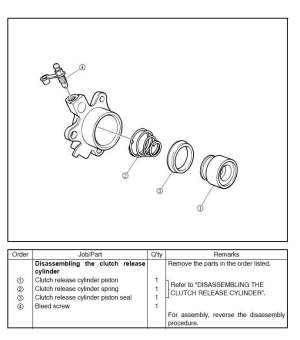 ④
②
③
①
Order Job/Part Q'ty Remarks
Disassembling the clutch release cylinder
Remove the parts in the order listed.
① Clutch release cylinder piston 1
② Clutch release cylinder spring 1
③ Clutch release cylinder piston seal 1
④ Bleed screw 1
Refer to "DISASSEMBLING THE
CLUTCH RELEASE CYLINDER".
For assembly, reverse the disassembly
procedure.